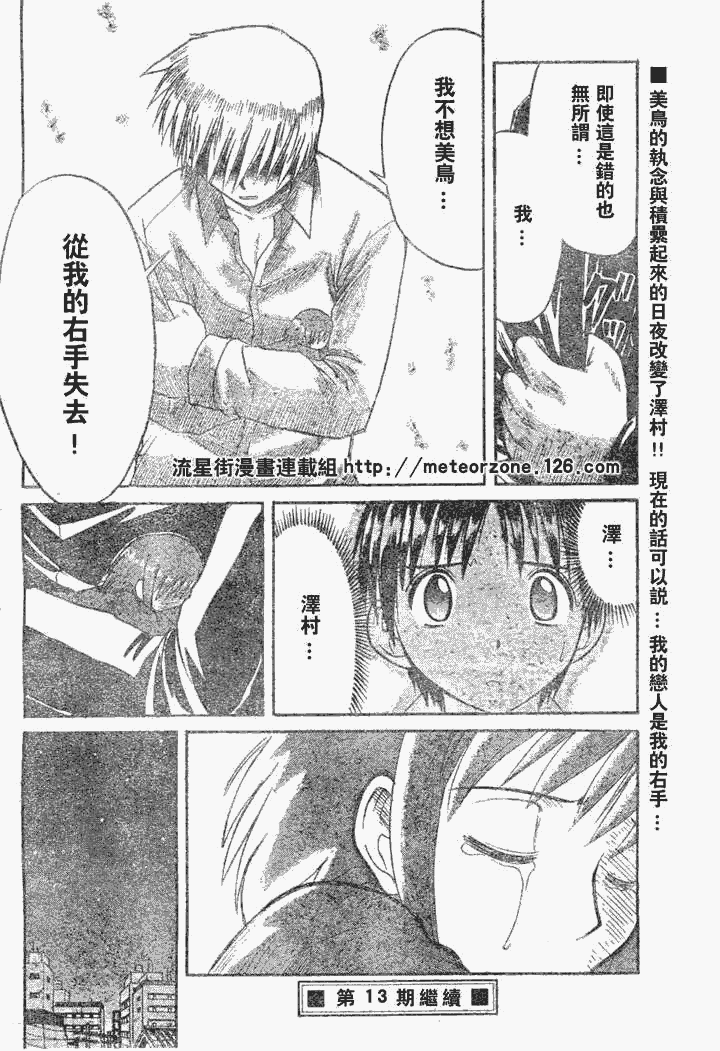 即使這是錯的也
無所謂…
我…
我不想美鳥…
從我的右手失去！
流星街漫畫連載組 http://meteorzone.126.com
澤…
澤村…
■美鳥的執念與積纍起來的日夜改變了澤村!! 現在的話可以説…我的戀人是我的右手…
■ 第13期繼續 ■